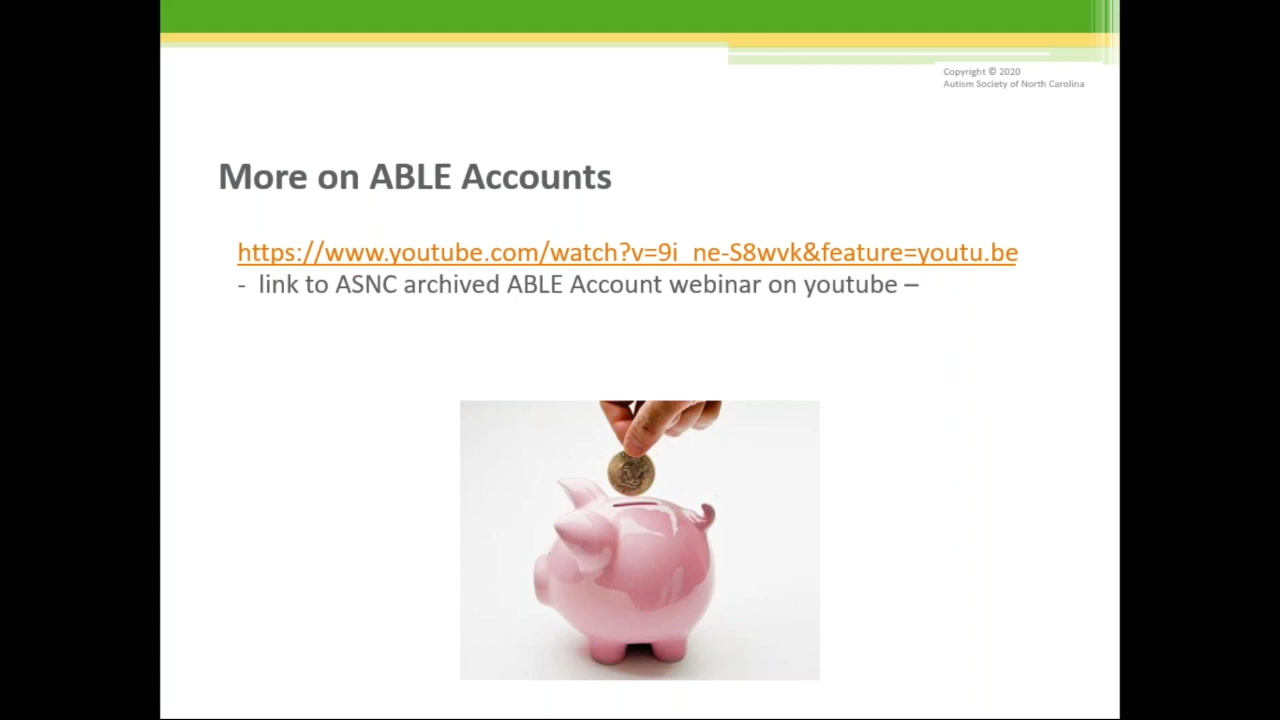 Copyright © 2020
Autism Society of North Carolina
More on ABLE Accounts
https://www.youtube.com/watch?v=9i_ne-S8wvk&feature=youtu.be
- link to ASNC archived ABLE Account webinar on youtube –